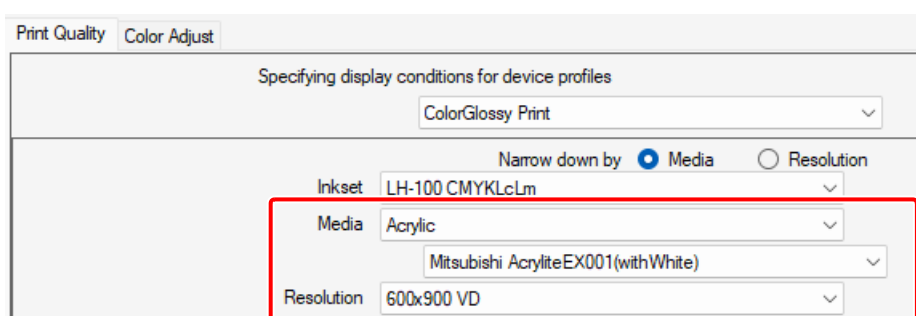 Print Quality Color Adjust
Specifying display conditions for device profiles
ColorGlossy Print
Narrow down by Media Resolution
Inkset LH-100 CMYKLcLm
Media Acrylic
Mitsubishi AcryliteEX001(withWhite)
Resolution 600x900 VD